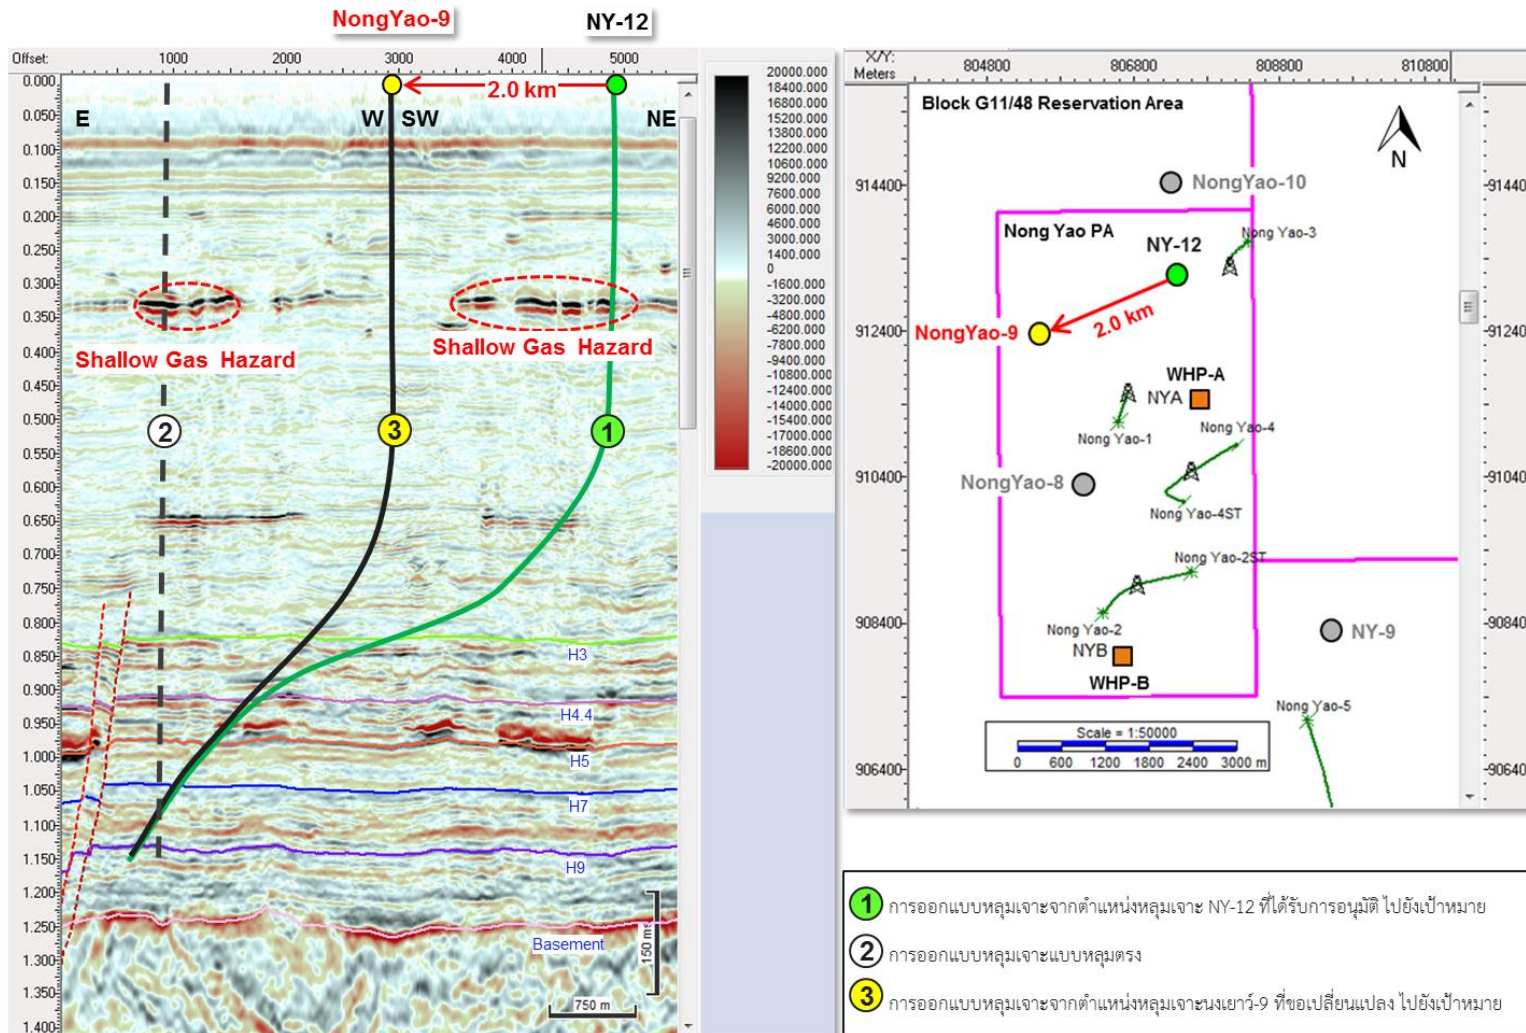 NongYao-9
NY-12
Offset:
1000 2000 3000 4000 5000
0.000
0.050
0.100
0.150
0.200
0.250
0.300
0.350
0.400
0.450
0.500
0.550
0.600
0.650
0.700
0.750
0.800
0.850
0.900
0.950
1.000
1.050
1.100
1.150
1.200
1.250
1.300
1.350
1.400
2.0 km
E W SW NE
Shallow Gas Hazard
Shallow Gas Hazard
2 3 1
H3
H4.4
H5
H7
H9
Basement
150 ms
750 m
20000.000
18400.000
16800.000
15200.000
13800.000
12200.000
10600.000
9200.000
7600.000
6000.000
4600.000
3000.000
1400.000
0
-1600.000
-3200.000
-4800.000
-6200.000
-7800.000
-9400.000
-10800.000
-12400.000
-14000.000
-15400.000
-17000.000
-18600.000
-20000.000
X/Y:
Meters
804800 806800 808800 810800
Block G11/48 Reservation Area
N
914400
914400
NongYao-10
Nong Yao PA
NY-12
Nong Yao-3
2.0 km
912400
912400
NongYao-9
WHP-A
NYA
Nong Yao-1
Nong Yao-4
910400
910400
NongYao-8
Nong Yao-4ST
Nong Yao-2ST
908400
908400
Nong Yao-2
NY-9
NYB
WHP-B
Nong Yao-5
Scale = 1:50000
0 600 1200 1800 2400 3000 m
906400
906400
1 การออกแบบหลุมเจาะจากตำแหน่งหลุมเจาะ NY-12 ที่ได้รับการอนุมัติ ไปยังเป้าหมาย
2 การออกแบบหลุมเจาะแบบหลุมตรง
3 การออกแบบหลุมเจาะจากตำแหน่งหลุมเจาะนงเยาว์-9 ที่ขอเปลี่ยนแปลง ไปยังเป้าหมาย